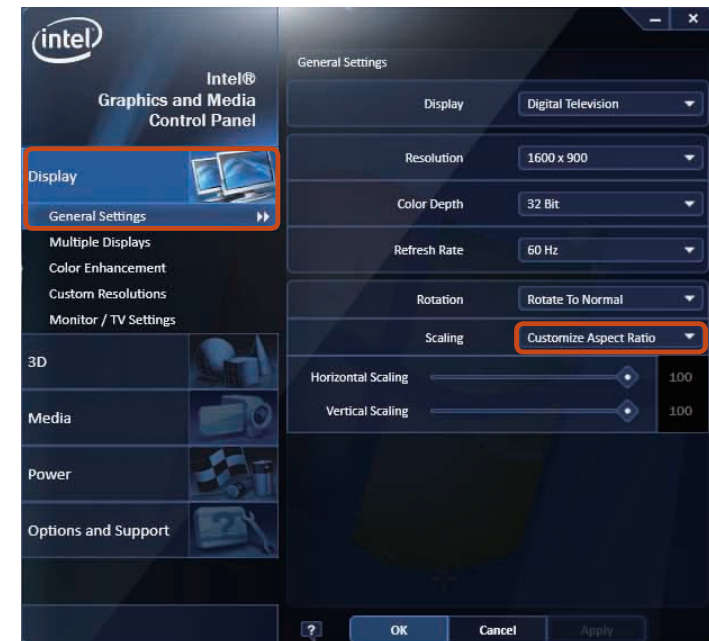 intel
Intel®
Graphics and Media
Control Panel
Display
General Settings
Multiple Displays
Color Enhancement
Custom Resolutions
Monitor / TV Settings
3D
Media
Power
Options and Support
General Settings
Display Digital Television
Resolution 1600 x 900
Color Depth 32 Bit
Refresh Rate 60 Hz
Rotation Rotate To Normal
Scaling Customize Aspect Ratio
Horizontal Scaling 100
Vertical Scaling 100
? OK Cancel Apply